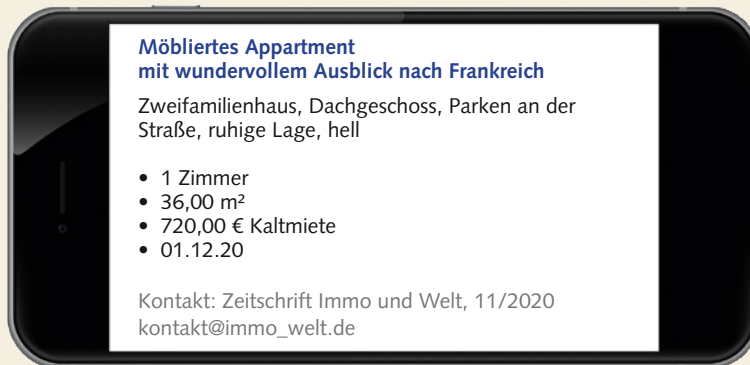 Möbliertes Appartment
mit wundervollem Ausblick nach Frankreich
Zweifamilienhaus, Dachgeschoss, Parken an der
Straße, ruhige Lage, hell
• 1 Zimmer
• 36,00 m²
• 720,00 € Kaltmiete
• 01.12.20
Kontakt: Zeitschrift Immo und Welt, 11/2020
kontakt@immo_welt.de